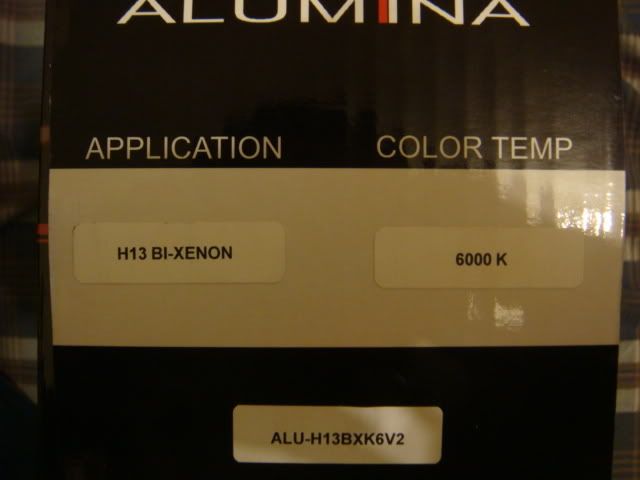 ALUMINA
APPLICATION COLOR TEMP
H13 BI-XENON 6000 K
ALU-H13BXK6V2